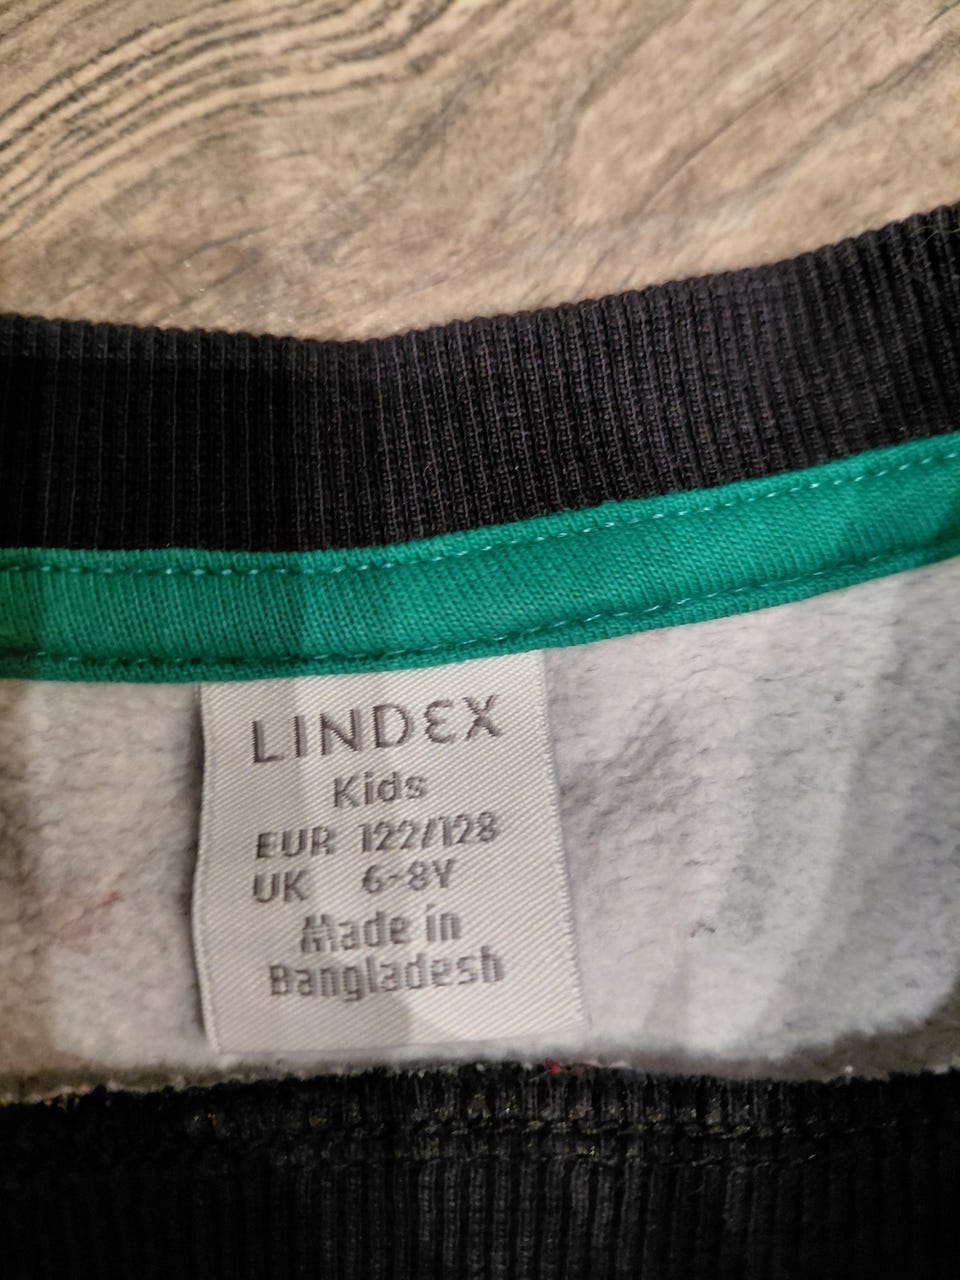 LINDEX
Kids
EUR 122/128
UK 6-8Y
Made in
Bangladesh